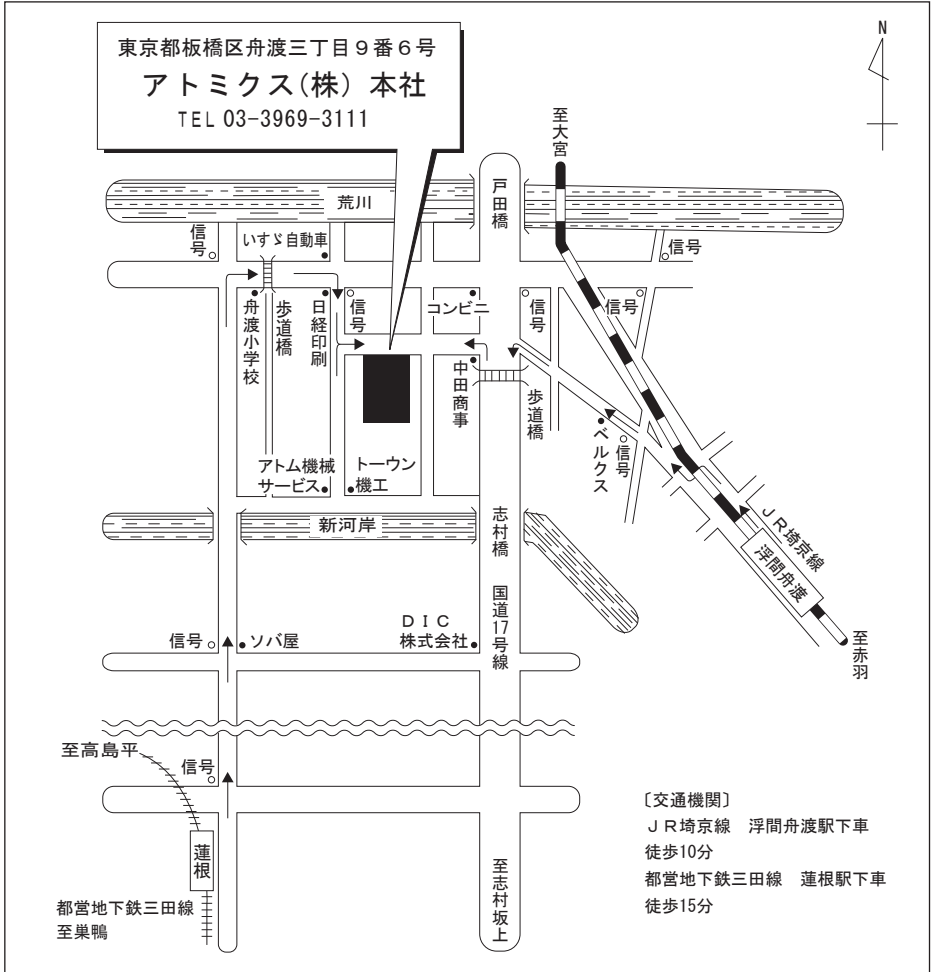 東京都板橋区舟渡三丁目9番6号
アトミクス(株) 本社
TEL 03-3969-3111
N
至大宮
戸田橋
荒川
信号
いすゞ自動車
信号
舟渡小学校
歩道橋
日経印刷
信号
コンビニ
信号
信号
中田商事
歩道橋
ベルクス
信号
アトム機械
サービス
トーウン
機工
JR埼京線
浮間舟渡
至赤羽
新河岸
志村橋
国道17号線
信号
ソバ屋
DIC
株式会社
至高島平
信号
蓮根
都営地下鉄三田線
至巣鴨
至志村坂上
〔交通機関〕
JR埼京線 浮間舟渡駅下車
徒歩10分
都営地下鉄三田線 蓮根駅下車
徒歩15分